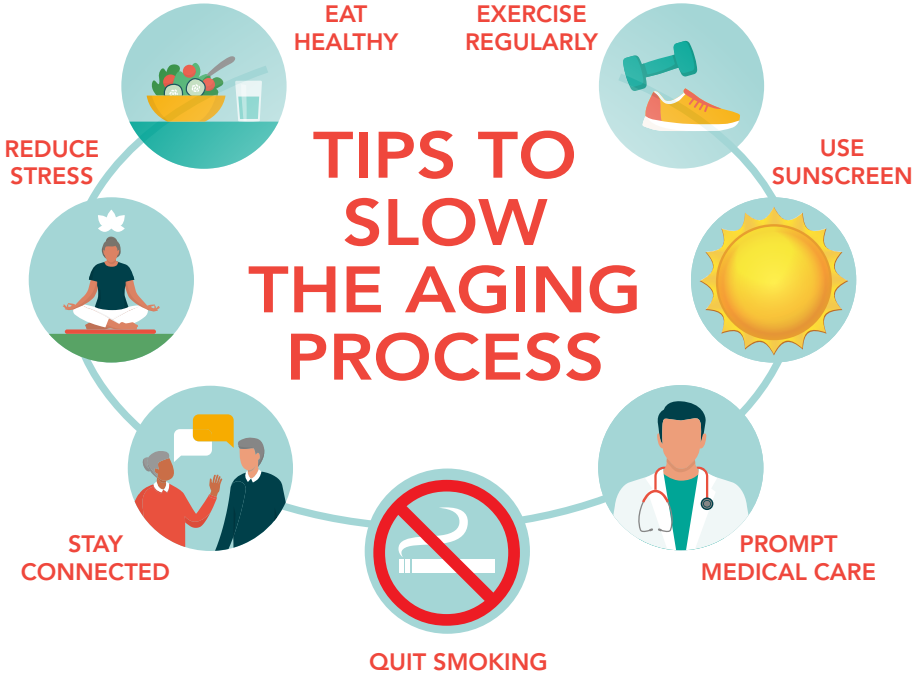 EAT
HEALTHY
EXERCISE
REGULARLY
TIPS TO
SLOW
THE AGING
PROCESS
REDUCE
STRESS
USE
SUNSCREEN
STAY
CONNECTED
PROMPT
MEDICAL CARE
QUIT SMOKING